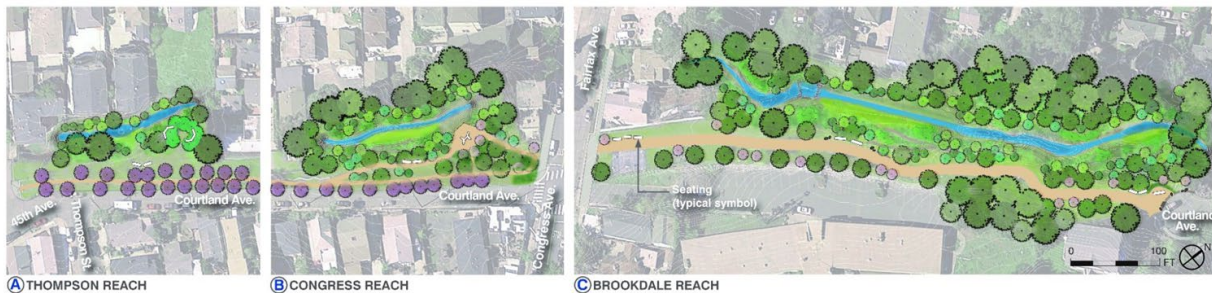 45th Ave.
Thompson St
Courtland Ave.
A THOMPSON REACH
Courtland Ave.
Congress Ave.
B CONGRESS REACH
Fairfax Ave.
Seating
(typical symbol)
Courtland
Ave.
0 100
FT
N
C BROOKDALE REACH